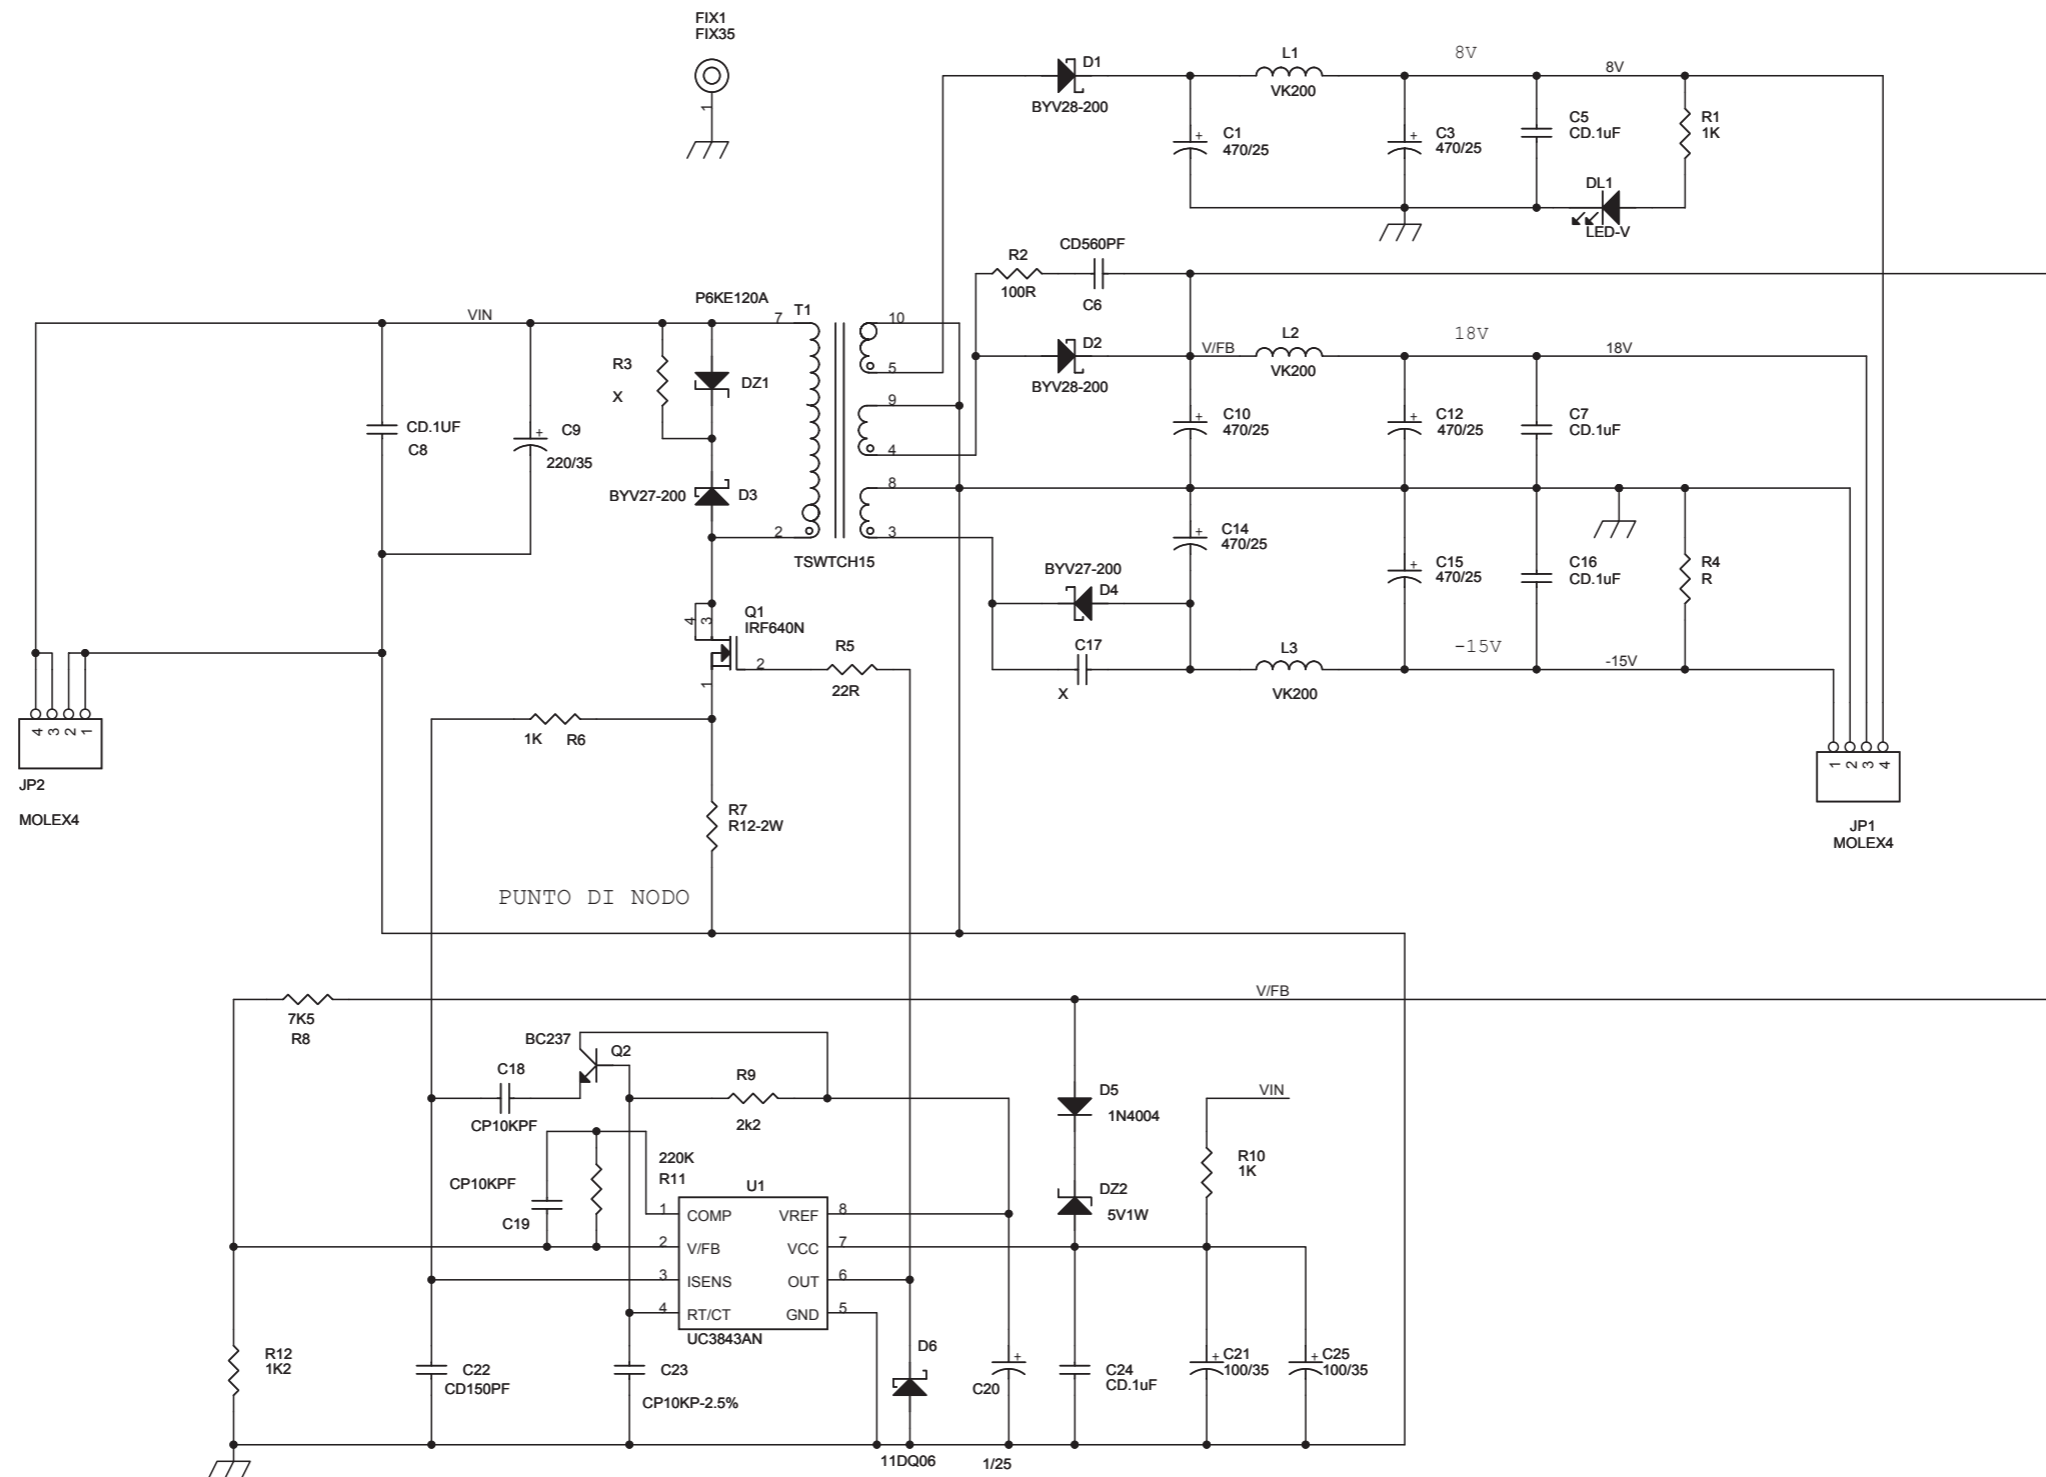 FIX1
FIX35
1
D1
BYV28-200
L1
VK200
8V
8V
C1
470/25
C3
470/25
C5
CD.1uF
R1
1K
DL1
LED-V
R2
100R
CD560PF
C6
P6KE120A
T1
VIN
7
10
R3
X
DZ1
5
D2
BYV28-200
V/FB
L2
VK200
18V
18V
9
C10
470/25
C12
470/25
C7
CD.1uF
CD.1UF
C8
C9
220/35
4
BYV27-200
D3
8
2
3
TSWTCH15
C14
470/25
BYV27-200
D4
C15
470/25
C16
CD.1uF
R4
R
4
3
Q1
IRF640N
2
1
R5
22R
C17
X
L3
VK200
-15V
-15V
4
3
2
1
JP2
MOLEX4
1K
R6
1
2
3
4
JP1
MOLEX4
R7
R12-2W
PUNTO DI NODO
7K5
R8
V/FB
BC237
Q2
C18
CP10KPF
R9
2k2
D5
1N4004
VIN
R10
1K
220K
R11
CP10KPF
C19
U1
DZ2
5V1W
1
COMP
VREF
8
2
V/FB
VCC
7
3
ISENS
OUT
6
4
RT/CT
GND
5
UC3843AN
R12
1K2
C22
CD150PF
C23
CP10KP-2.5%
D6
11DQ06
C20
1/25
C24
CD.1uF
C21
100/35
C25
100/35